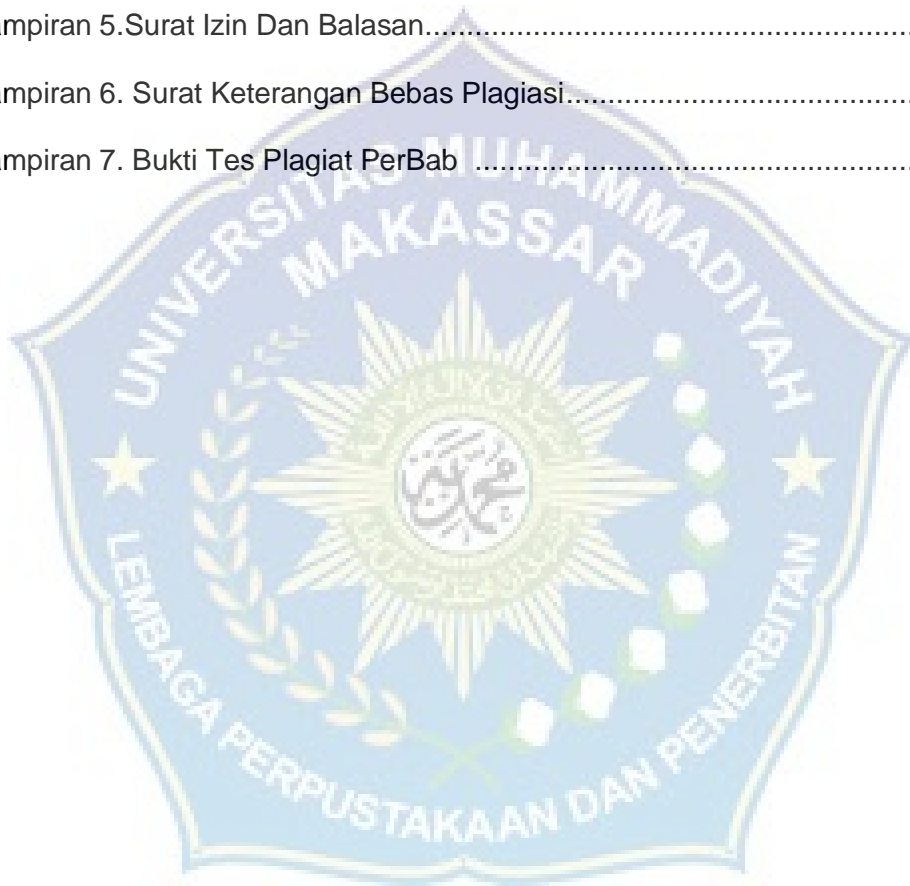 ampiran 5.Surat Izin Dan Balasan.......................................................
ampiran 6. Surat Keterangan Bebas Plagiasi.......................................
ampiran 7. Bukti Tes Plagiat PerBab ..................................................
UNIVERSITAS MUHAMMADIYAH
MAKASSAR
محمد
LEMBAGA PERPUSTAKAAN DAN PENERBITAN